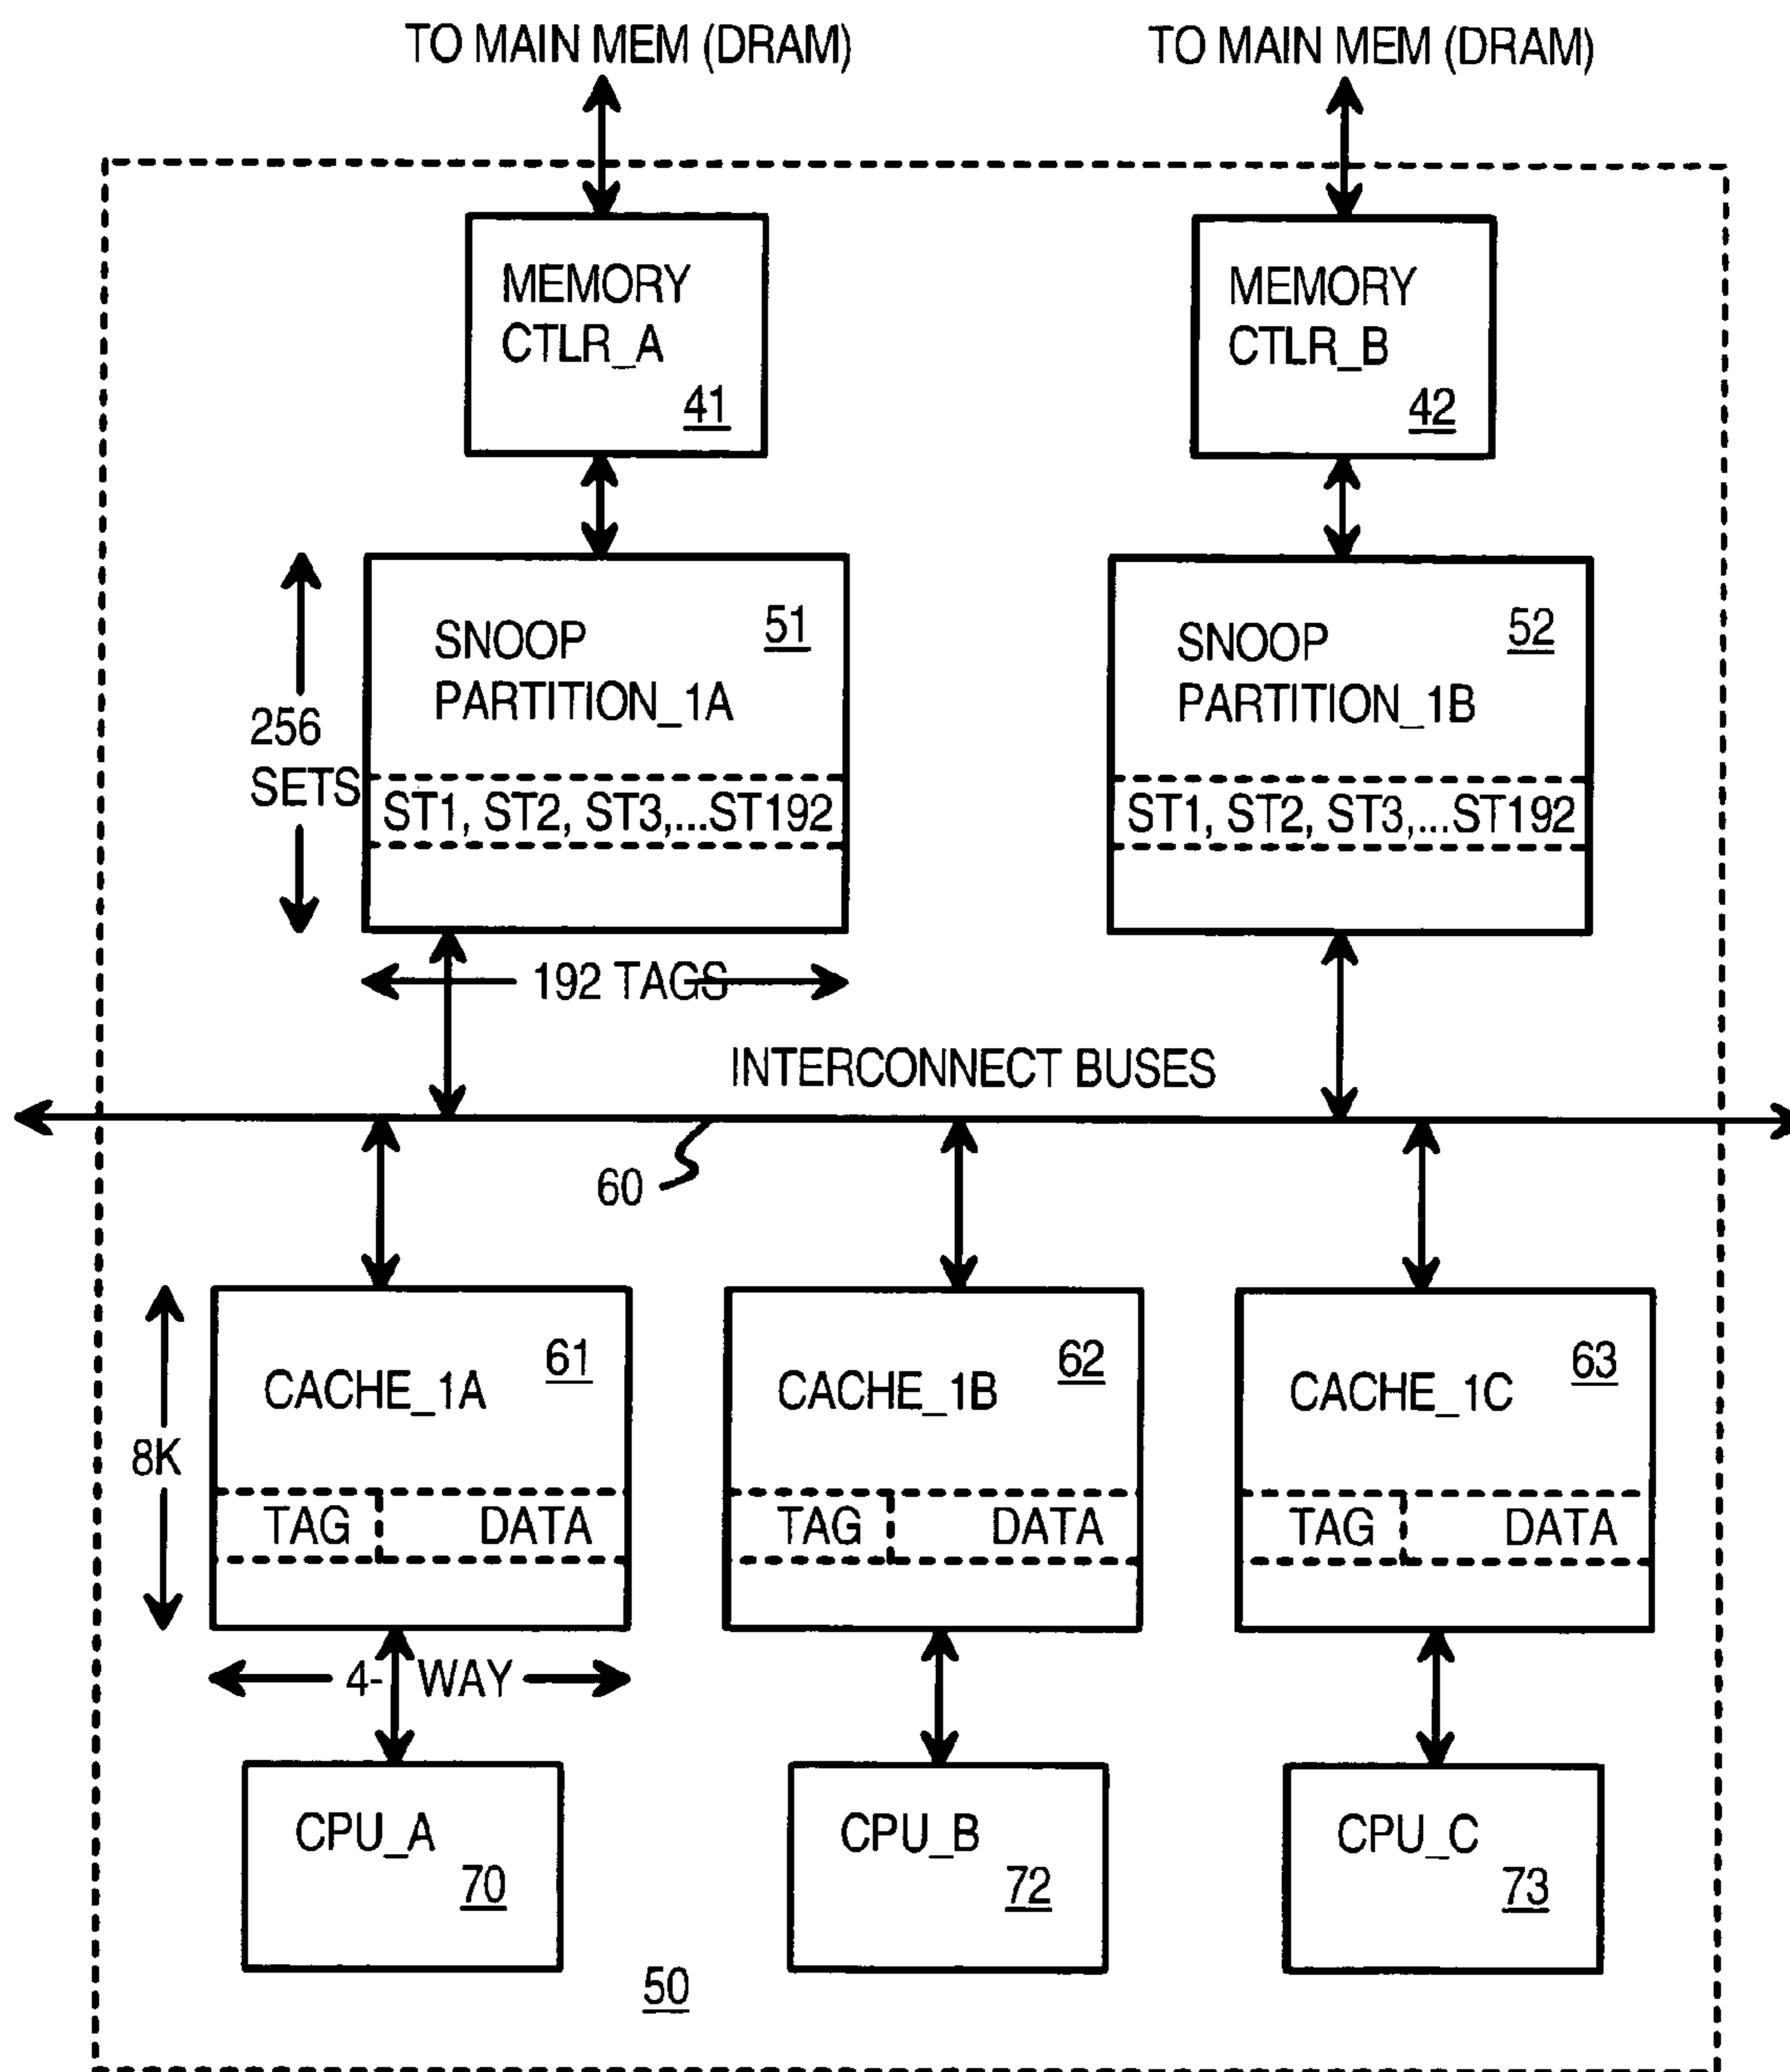 TO MAIN MEM (DRAM)
TO MAIN MEM (DRAM)
MEMORY
CTLR_A
41
MEMORY
CTLR_B
42
SNOOP
PARTITION_1A
51
ST1, ST2, ST3,...ST192
SNOOP
PARTITION_1B
52
ST1, ST2, ST3,...ST192
256
SETS
192 TAGS
INTERCONNECT BUSES
60
CACHE_1A
61
TAG
DATA
CACHE_1B
62
TAG
DATA
CACHE_1C
63
TAG
DATA
8K
4- WAY
CPU_A
70
CPU_B
72
CPU_C
73
50